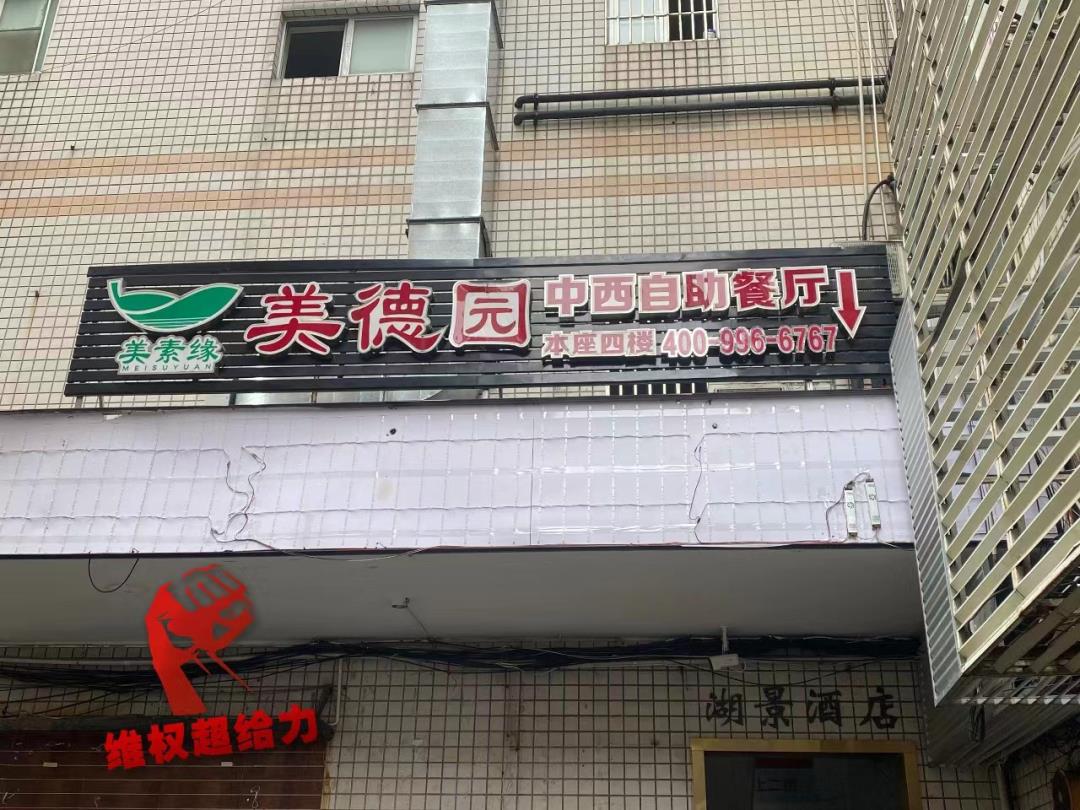 美素缘
MEISUYUAN
美德园
中西自助餐厅
本座四楼 400-996-6767
湖景酒店
维权超给力